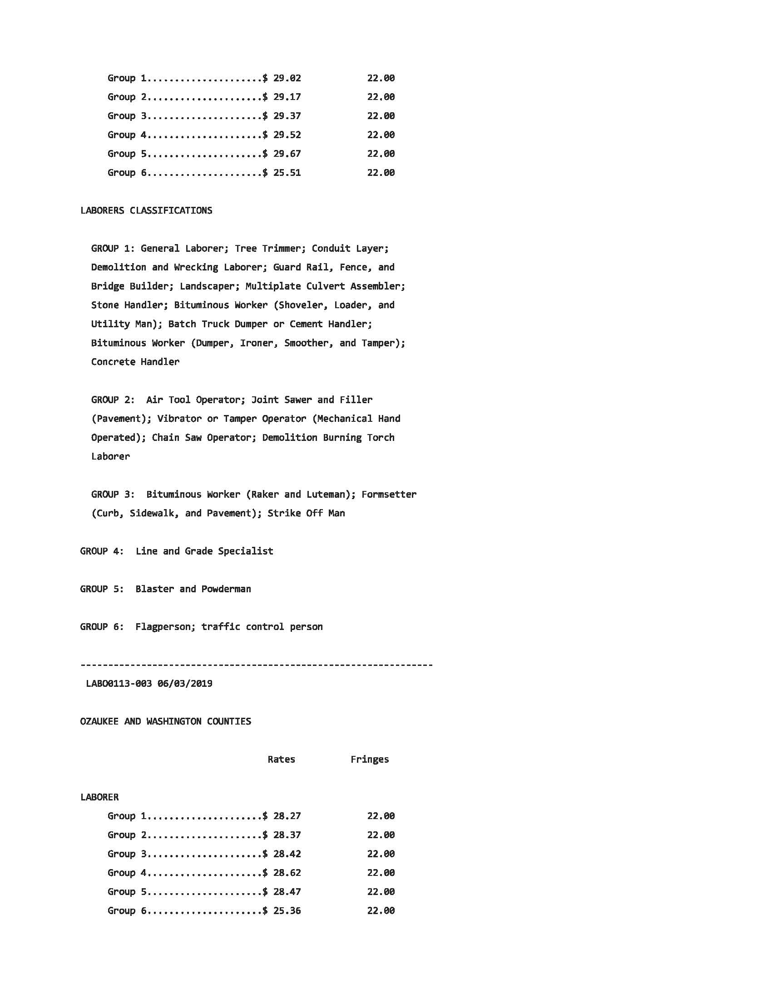 Group 1.....................$ 29.02 22.00
Group 2.....................$ 29.17 22.00
Group 3.....................$ 29.37 22.00
Group 4.....................$ 29.52 22.00
Group 5.....................$ 29.67 22.00
Group 6.....................$ 25.51 22.00
LABORERS CLASSIFICATIONS
GROUP 1: General Laborer; Tree Trimmer; Conduit Layer;
Demolition and Wrecking Laborer; Guard Rail, Fence, and
Bridge Builder; Landscaper; Multiplate Culvert Assembler;
Stone Handler; Bituminous Worker (Shoveler, Loader, and
Utility Man); Batch Truck Dumper or Cement Handler;
Bituminous Worker (Dumper, Ironer, Smoother, and Tamper);
Concrete Handler
GROUP 2: Air Tool Operator; Joint Sawer and Filler
(Pavement); Vibrator or Tamper Operator (Mechanical Hand
Operated); Chain Saw Operator; Demolition Burning Torch
Laborer
GROUP 3: Bituminous Worker (Raker and Luteman); Formsetter
(Curb, Sidewalk, and Pavement); Strike Off Man
GROUP 4: Line and Grade Specialist
GROUP 5: Blaster and Powderman
GROUP 6: Flagperson; traffic control person
----------------------------------------------------------------
LABO0113-003 06/03/2019
OZAUKEE AND WASHINGTON COUNTIES
Rates Fringes
LABORER
Group 1.....................$ 28.27 22.00
Group 2.....................$ 28.37 22.00
Group 3.....................$ 28.42 22.00
Group 4.....................$ 28.62 22.00
Group 5.....................$ 28.47 22.00
Group 6.....................$ 25.36 22.00